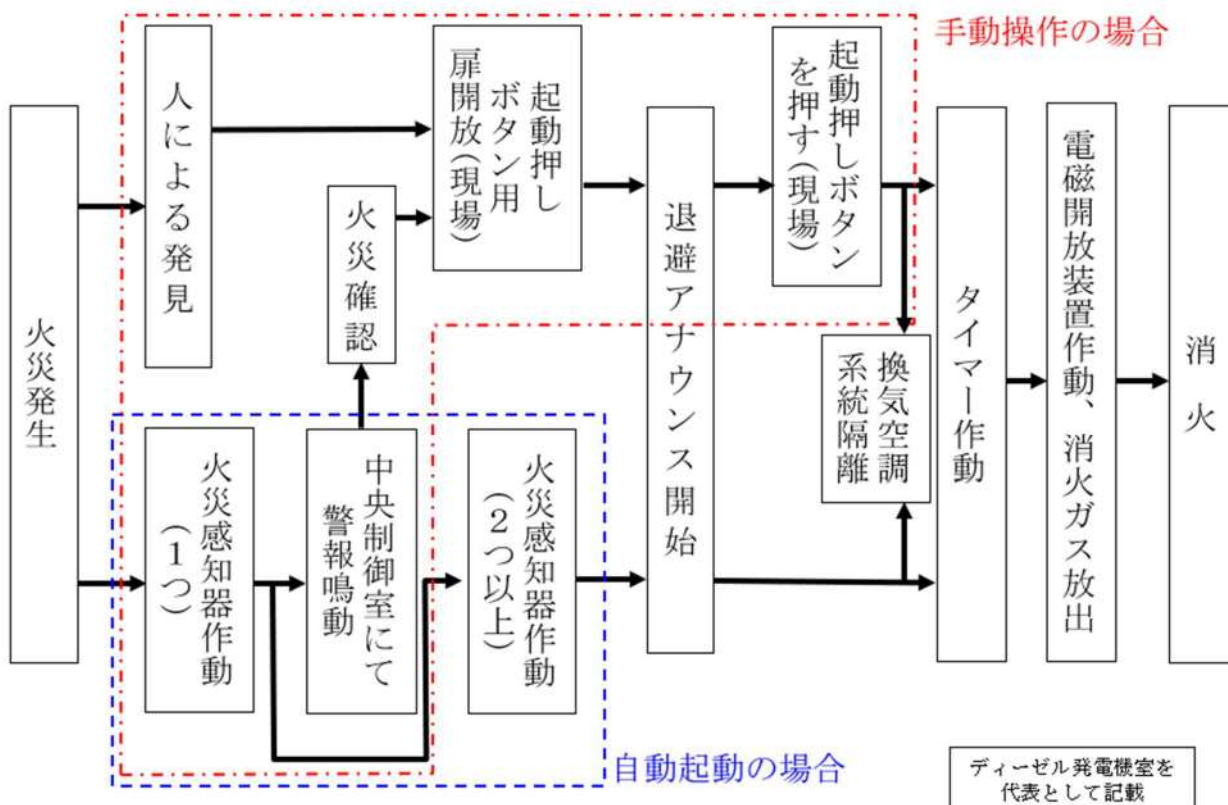 手動操作の場合
火災発生
人による発見
火災確認
起動押し
ボタン用
扉開放(現場)
退避アナウンス開始
起動押しボタン
を押す(現場)
換気空調
系統隔離
タイマー作動
電磁開放装置作動、消火ガス放出
消火
火災感知器作動
(1つ)
中央制御室にて
警報鳴動
火災感知器作動
(2つ以上)
自動起動の場合
ディーゼル発電機室を
代表として記載